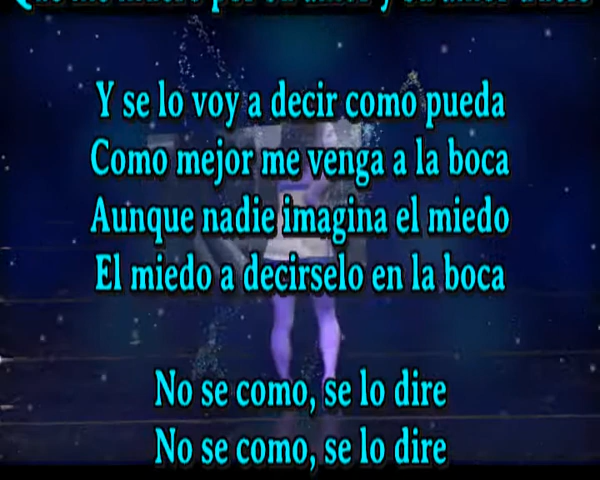 Y se lo voy a decir como pueda
Como mejor me venga a la boca
Aunque nadie imagina el miedo
El miedo a decirselo en la boca
No se como, se lo dire
No se como, se lo dire